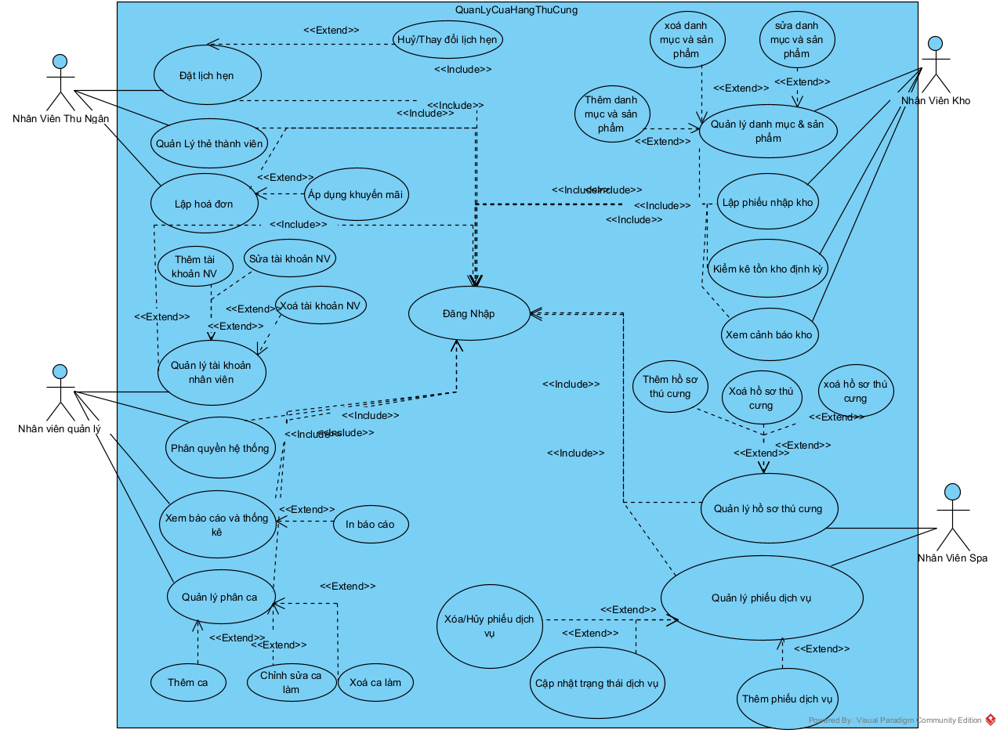 QuanLyCuaHangThuCung
<<Extend>>
Huỷ/Thay đổi lịch hẹn
xoá danh
mục và sản
phẩm
sửa danh
mục và sản
phẩm
Đặt lịch hẹn
<<Include>>
<<Extend>>
<<Extend>>
Nhân Viên Thu Ngân
Nhân Viên Kho
<<Include>>
<<Include>>
Thêm danh
mục và sản
phẩm
Quản lý danh mục & sản
phẩm
<<Extend>>
Quản Lý thẻ thành viên
<<Extend>>
Áp dụng khuyến mãi
Lập hoá đơn
<<Include>>
<<Include>>
<<Include>>
<<Include>>
Lập phiếu nhập kho
<<Include>>
Thêm tài
khoản NV
Sửa tài khoản NV
Kiểm kê tồn kho định kỳ
<<Extend>>
<<Extend>>
<<Extend>>
Xoá tài khoản NV
Đăng Nhập
Xem cảnh báo kho
Quản lý tài khoản
nhân viên
<<Include>>
Thêm hồ sơ
thú cưng
Xoá hồ sơ thú
cưng
xoá hồ sơ thú
cưng
<<Extend>>
Nhân viên quản lý
<<Include>>
<<Include>>
<<Include>>
Phân quyền hệ thống
<<Include>>
<<Extend>>
<<Extend>>
Xem báo cáo và thống
kê
<<Extend>>
In báo cáo
Quản lý hồ sơ thú cưng
Nhân Viên Spa
Quản lý phân ca
<<Extend>>
Quản lý phiếu dịch vụ
Xóa/Hủy phiếu dịch
vụ
<<Extend>>
<<Extend>>
<<Extend>>
<<Extend>>
<<Extend>>
Thêm ca
Chỉnh sửa ca
làm
Xoá ca làm
Cập nhật trạng thái dịch vụ
Thêm phiếu dịch vụ
Powered By Visual Paradigm Community Edition